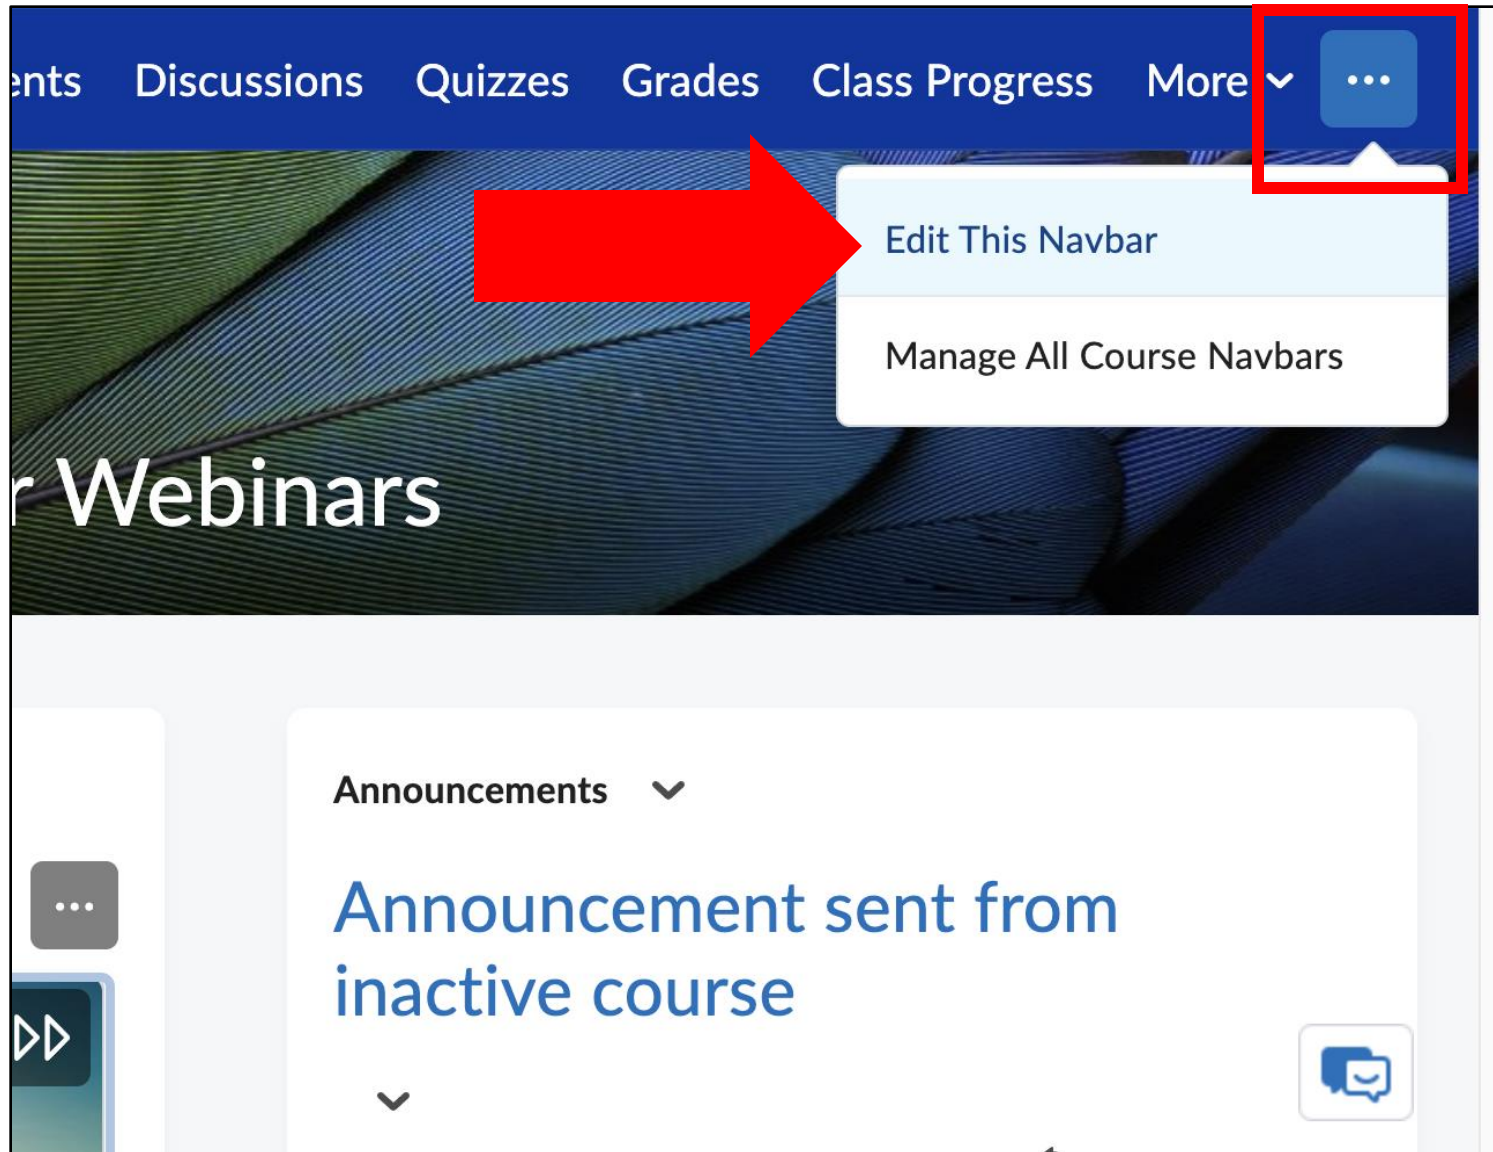 ents Discussions Quizzes Grades Class Progress More
Edit This Navbar
Manage All Course Navbars
r Webinars
Announcements
Announcement sent from
inactive course